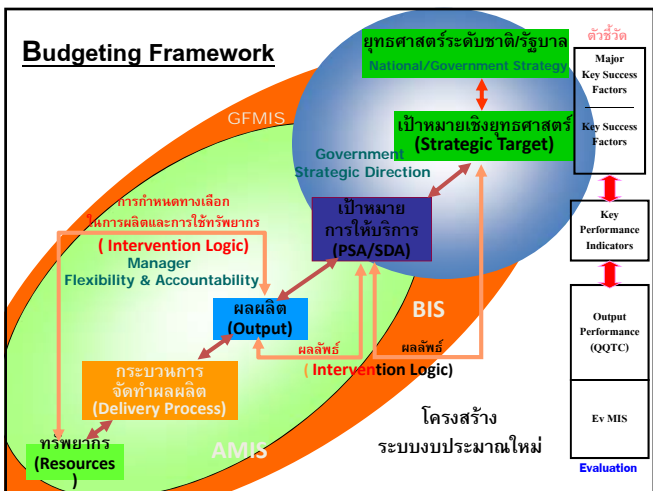 Budgeting Framework
ยุทธศาสตร์ระดับชาติ/รัฐบาล
National/Government Strategy
ตัวชี้วัด
Major
Key Success
Factors
Key Success
Factors
GFMIS
เป้าหมายเชิงยุทธศาสตร์
(Strategic Target)
Government
Strategic Direction
การกำหนดทางเลือก
ในการผลิตและการใช้ทรัพยากร
( Intervention Logic)
Manager
Flexibility & Accountability
เป้าหมาย
การให้บริการ
(PSA/SDA)
Key
Performance
Indicators
ผลผลิต
(Output)
BIS
ผลลัพธ์
ผลลัพธ์
( Intervention Logic)
Output
Performance
(QQTC)
กระบวนการ
จัดทำผลผลิต
(Delivery Process)
โครงสร้าง
ระบบงบประมาณใหม่
Ev MIS
AMIS
ทรัพยากร
(Resources
)
Evaluation